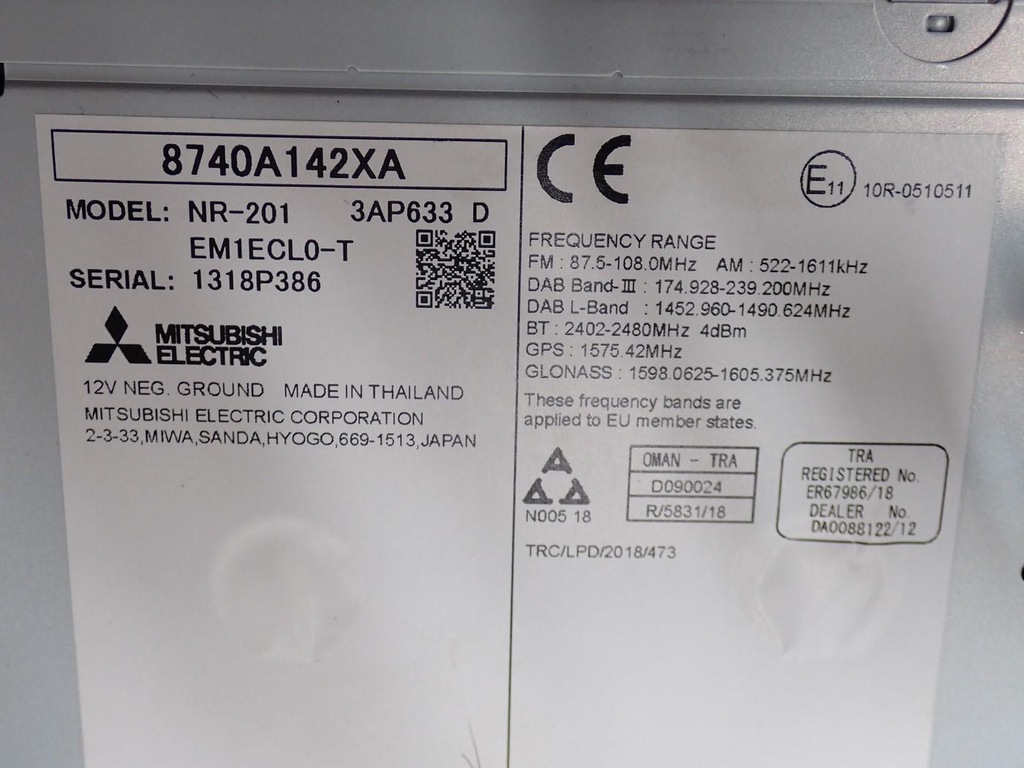 8740A142XA
MODEL: NR-201 3AP633 D
EM1ECL0-T
SERIAL: 1318P386
MITSUBISHI
ELECTRIC
12V NEG. GROUND MADE IN THAILAND
MITSUBISHI ELECTRIC CORPORATION
2-3-33,MIWA,SANDA,HYOGO,669-1513,JAPAN
CE
E11 10R-0510511
FREQUENCY RANGE
FM : 87.5-108.0MHz AM : 522-1611kHz
DAB Band-III : 174.928-239.200MHz
DAB L-Band : 1452.960-1490.624MHz
BT : 2402-2480MHz 4dBm
GPS : 1575.42MHz
GLONASS : 1598.0625-1605.375MHz
These frequency bands are
applied to EU member states.
N005 18
OMAN - TRA
D090024
R/5831/18
TRA
REGISTERED No.
ER67986/18
DEALER No.
DA0088122/12
TRC/LPD/2018/473